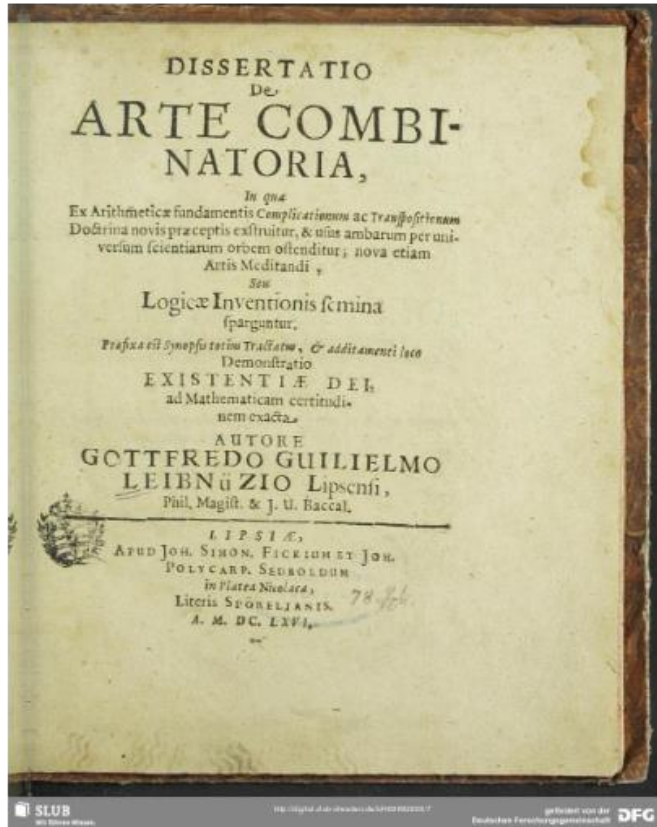 DISSERTATIO
De
ARTE COMBI-
NATORIA,
In qua
Ex Arithmeticæ fundamentis Complicationum ac Transpositionum
Doctrina novis præceptis exstruitur, & usus ambarum per uni-
versum scientiarum orbem ostenditur; nova etiam
Artis Meditandi,
Seu
Logicæ Inventionis semina
sparguntur.
Præfixa est Synopsis totius Tractatus, & additamenti loco
Demonstratio
EXISTENTIÆ DEI,
ad Mathematicam certitudi-
nem exacta.
AUTORE
GOTTFREDO GUILIELMO
LEIBNüZIO Lipsensi,
Phil. Magist. & J. U. Baccal.
LIPSIÆ,
APUD JOH. SIMON. FICKIUM ET JOH.
POLYCARP. SEUBOLDUM
in Platea Nicolaea,
Literis SPÖRELIANIS.
A. M. DC. LXVI.
78
SLUB
Wir führen Wissen.
gefördert von der
Deutschen Forschungsgemeinschaft
DFG